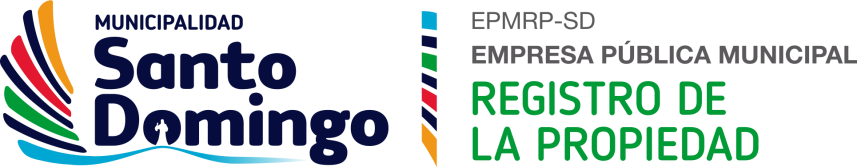 MUNICIPALIDAD
Santo
Domingo
EPMRP-SD
EMPRESA PÚBLICA MUNICIPAL
REGISTRO DE
LA PROPIEDAD